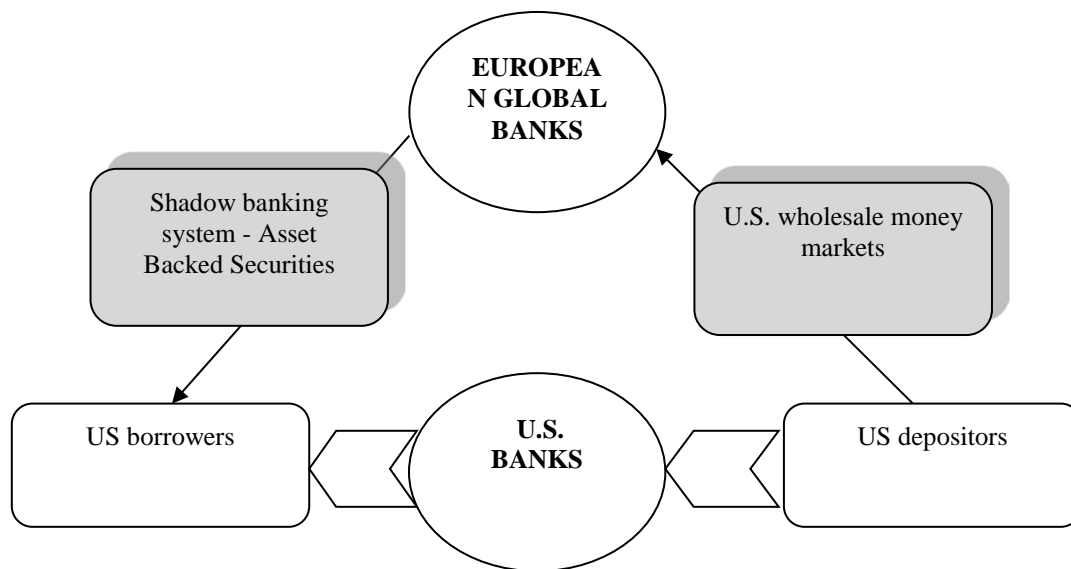 EUROPEA
N GLOBAL
BANKS
Shadow banking
system - Asset
Backed Securities
U.S. wholesale money
markets
US borrowers
U.S.
BANKS
US depositors